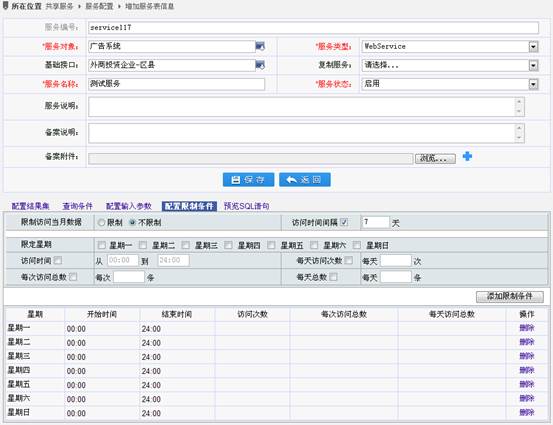 所在位置 共享服务 服务配置 增加服务表信息
服务编号: service117
*服务对象: 广告系统 *服务类型: WebService
基础接口: 外商投资企业-区县 复制服务: 请选择...
*服务名称: 测试服务 *服务状态: 启用
服务说明:
备案说明:
备案附件: 浏览...
保存 返回
配置结果集 查询条件 配置输入参数 配置限制条件 预览SQL语句
限制访问当月数据 限制 不限制 访问时间间隔 7 天
限定星期 星期一 星期二 星期三 星期四 星期五 星期六 星期日
访问时间 从 00:00 到 24:00 每天访问次数 每天 次
每次访问总数 每次 条 每天总数 每天 条
添加限制条件
星期 开始时间 结束时间 访问次数 每次访问总数 每天访问总数 操作
星期一 00:00 24:00 删除
星期二 00:00 24:00 删除
星期三 00:00 24:00 删除
星期四 00:00 24:00 删除
星期五 00:00 24:00 删除
星期六 00:00 24:00 删除
星期日 00:00 24:00 删除